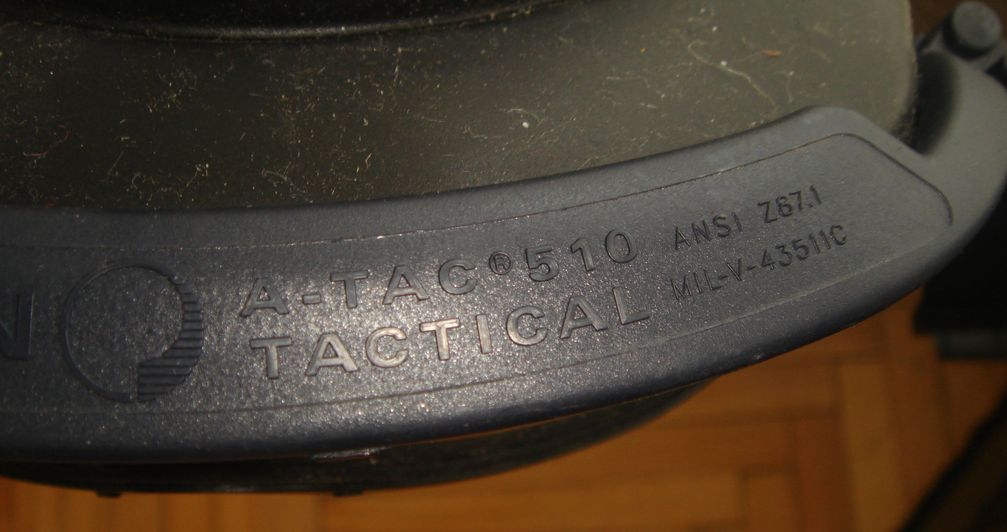 N
A-TAC®510
TACTICAL
ANSI Z87.1
MIL-V-43511C